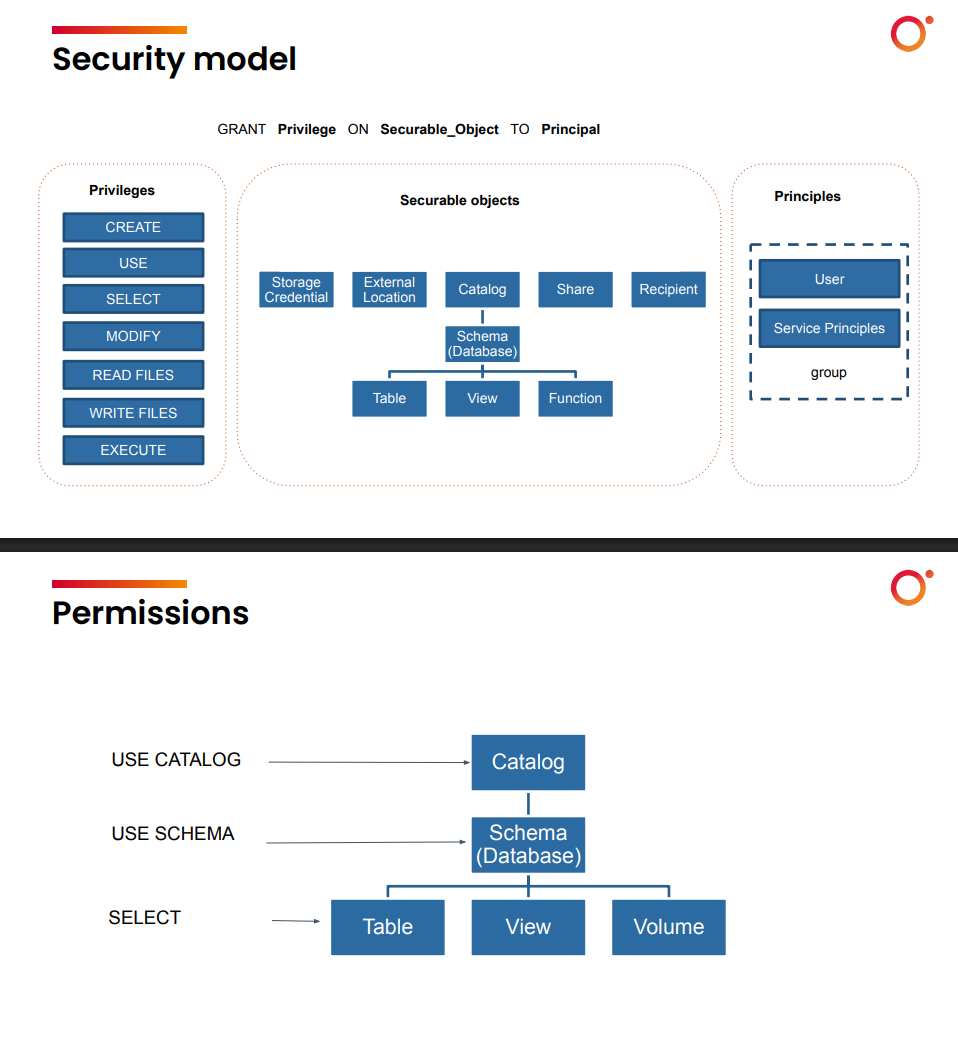 Security model
GRANT Privilege ON Securable_Object TO Principal
Privileges
CREATE
USE
SELECT
MODIFY
READ FILES
WRITE FILES
EXECUTE
Securable objects
Storage
Credential
External
Location
Catalog
Share
Recipient
Schema
(Database)
Table
View
Function
Principles
User
Service Principles
group
Permissions
USE CATALOG
Catalog
USE SCHEMA
Schema
(Database)
SELECT
Table
View
Volume